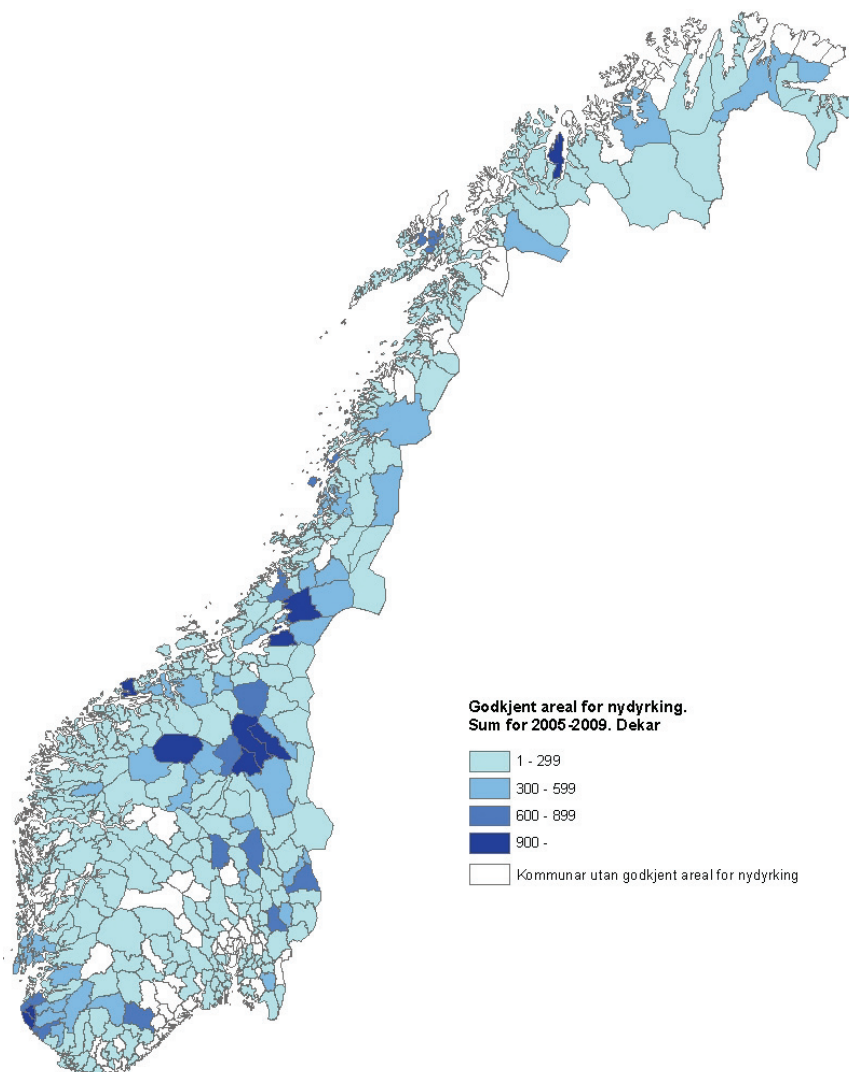 Godkjent areal for nydyrking.
Sum for 2005-2009. Dekar
1 - 299
300 - 599
600 - 899
900 -
Kommunar utan godkjent areal for nydyrking